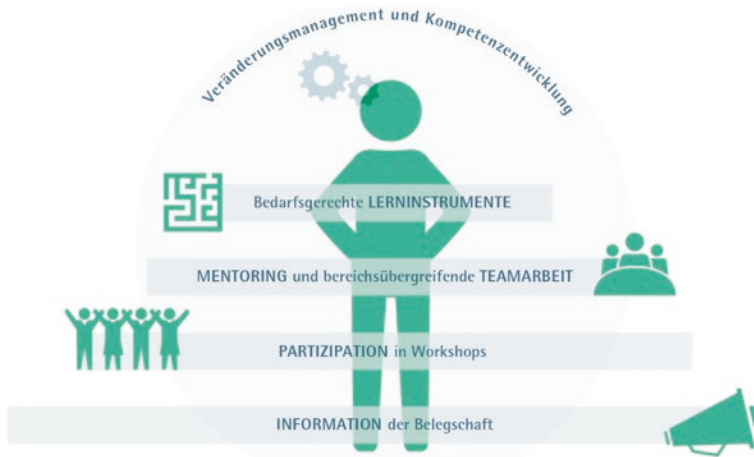 Veränderungsmanagement und Kompetenzentwicklung
Bedarfsgerechte LERNINSTRUMENTE
MENTORING und bereichsübergreifende TEAMARBEIT
PARTIZIPATION in Workshops
INFORMATION der Belegschaft